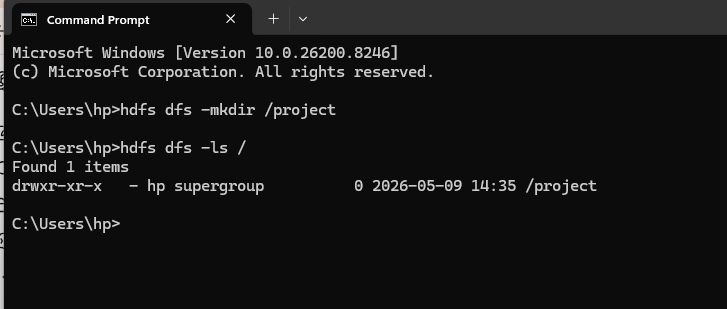 Command Prompt
Microsoft Windows [Version 10.0.26200.8246]
(c) Microsoft Corporation. All rights reserved.
C:\Users\hp>hdfs dfs -mkdir /project
C:\Users\hp>hdfs dfs -ls /
Found 1 items
drwxr-xr-x   - hp supergroup          0 2026-05-09 14:35 /project
C:\Users\hp>